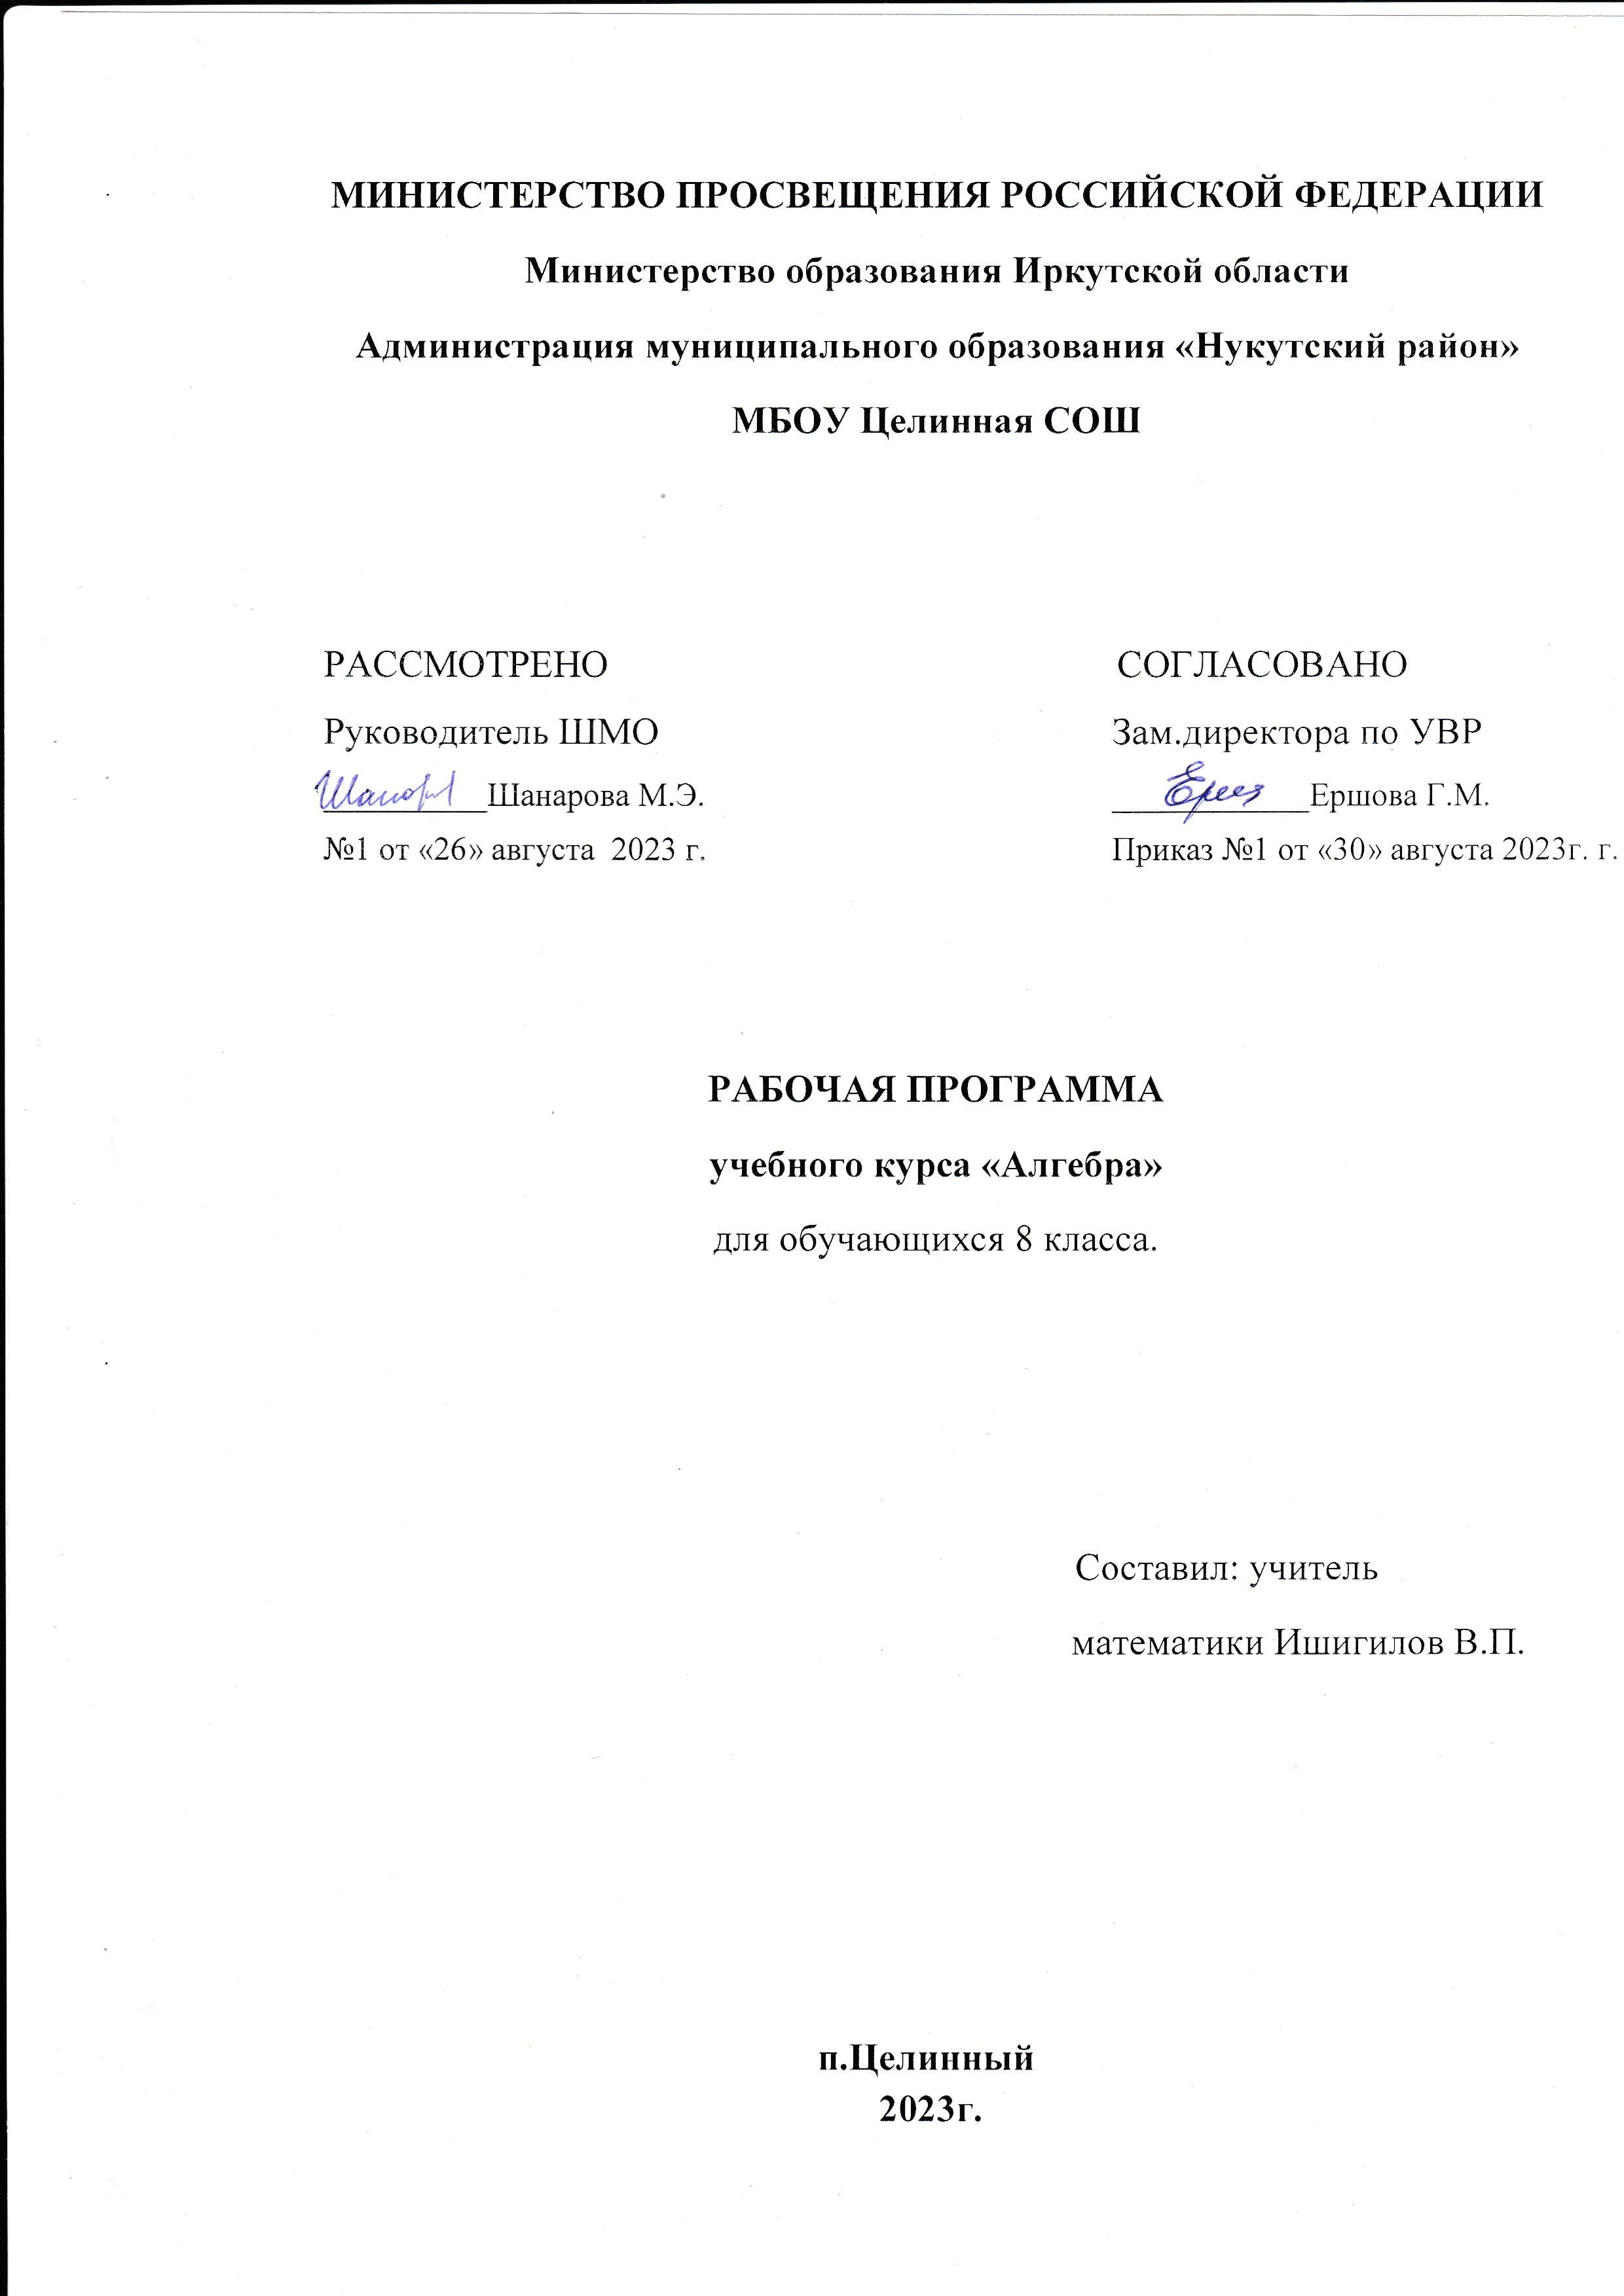 МИНИСТЕРСТВО ПРОСВЕЩЕНИЯ РОССИЙСКОЙ ФЕДЕРАЦИИ
Министерство образования Иркутской области
Администрация муниципального образования «Нукутский район»
МБОУ Целинная СОШ
РАССМОТРЕНО
Руководитель ШМО
__________Шанарова М.Э.
№1 от «26» августа 2023 г.
СОГЛАСОВАНО
Зам.директора по УВР
____________Ершова Г.М.
Приказ №1 от «30» августа 2023г. г.
РАБОЧАЯ ПРОГРАММА
учебного курса «Алгебра»
для обучающихся 8 класса.
Составил: учитель
математики Ишигилов В.П.
п.Целинный
2023г.